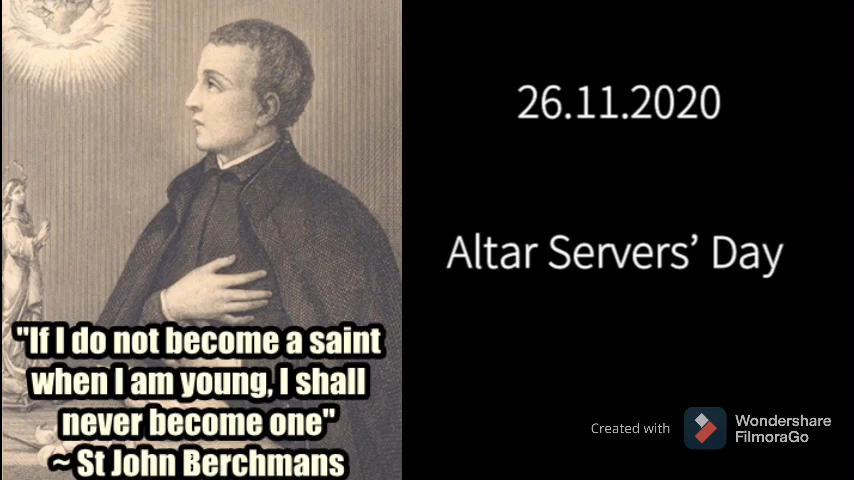 "If I do not become a saint
when I am young, I shall
never become one"
~ St John Berchmans
26.11.2020
Altar Servers’ Day
Created with
Wondershare
FilmoraGo